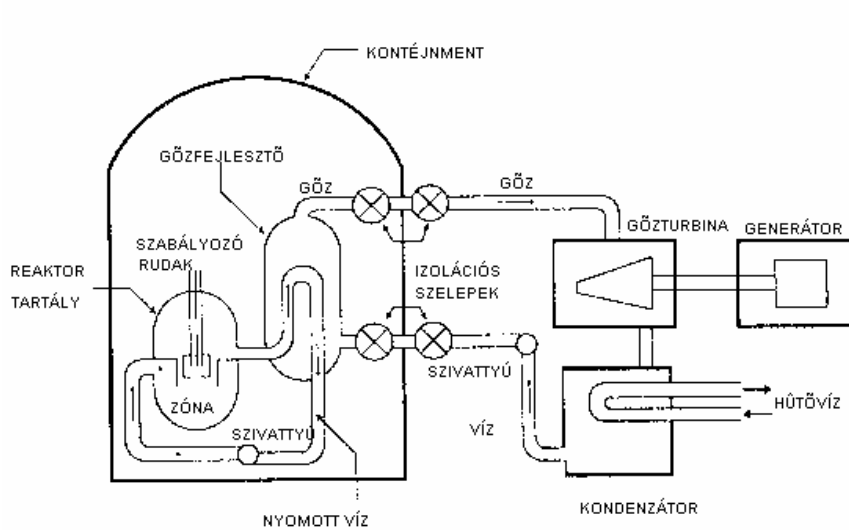 KONTÉJNMENT
GŐZFEJLESZTŐ
GŐZ
GŐZ
SZABÁLYOZÓ
RUDAK
GŐZTURBINA
GENERÁTOR
REAKTOR
TARTÁLY
IZOLÁCIÓS
SZELEPEK
SZIVATTYÚ
ZÓNA
SZIVATTYÚ
VÍZ
HŰTŐVÍZ
NYOMOTT VÍZ
KONDENZÁTOR